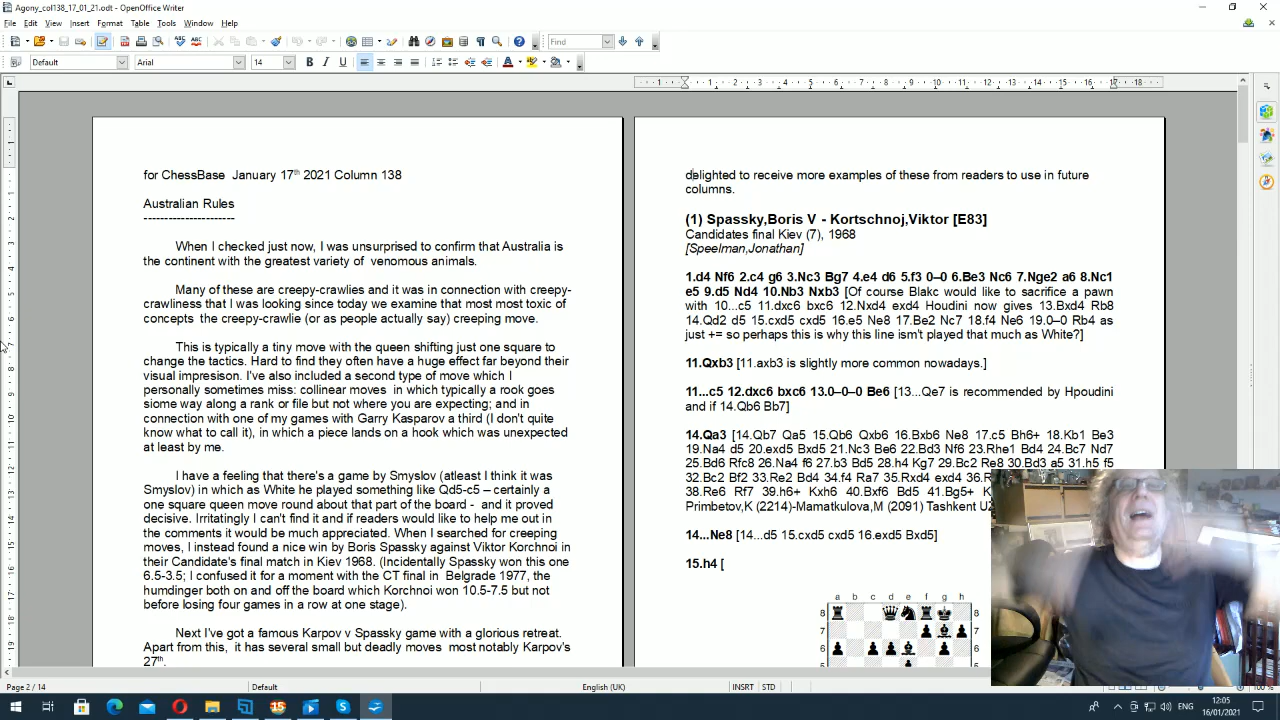 Agony_col138_17_01_21.odt - OpenOffice Writer
File Edit View Insert Format Table Tools Window Help
Find
Default Arial 14
for ChessBase January 17th 2021 Column 138
Australian Rules
----------------------
When I checked just now, I was unsurprised to confirm that Australia is
the continent with the greatest variety of venomous animals.
Many of these are creepy-crawlies and it was in connection with creepy-
crawliness that I was looking since today we examine that most most toxic of
concepts the creepy-crawlie (or as people actually say) creeping move.
This is typically a tiny move with the queen shifting just one square to
change the tactics. Hard to find they often have a huge effect far beyond their
visual impresison. I've also included a second type of move which I
personally sometimes miss: collinear moves in which typically a rook goes
siome way along a rank or file but not where you are expecting; and in
connection with one of my games with Garry Kasparov a third (I don't quite
know what to call it), in which a piece lands on a hook which was unexpected
at least by me.
I have a feeling that there's a game by Smyslov (atleast I think it was
Smyslov) in which as White he played something like Qd5-c5 – certainly a
one square queen move round about that part of the board - and it proved
decisive. Irritatingly I can't find it and if readers would like to help me out in
the comments it would be much appreciated. When I searched for creeping
moves, I instead found a nice win by Boris Spassky against Viktor Korchnoi in
their Candidate's final match in Kiev 1968. (Incidentally Spassky won this one
6.5-3.5; I confused it for a moment with the CT final in Belgrade 1977, the
humdinger both on and off the board which Korchnoi won 10.5-7.5 but not
before losing four games in a row at one stage).
Next I've got a famous Karpov v Spassky game with a glorious retreat.
Apart from this, it has several small but deadly moves most notably Karpov's
27th.
delighted to receive more examples of these from readers to use in future
columns.
(1) Spassky,Boris V - Kortschnoj,Viktor [E83]
Candidates final Kiev (7), 1968
[Speelman,Jonathan]
1.d4 Nf6 2.c4 g6 3.Nc3 Bg7 4.e4 d6 5.f3 0–0 6.Be3 Nc6 7.Nge2 a6 8.Nc1
e5 9.d5 Nd4 10.Nb3 Nxb3 [Of course Blakc would like to sacrifice a pawn
with 10...c5 11.dxc6 bxc6 12.Nxd4 exd4 Houdini now gives 13.Bxd4 Rb8
14.Qd2 d5 15.cxd5 cxd5 16.e5 Ne8 17.Be2 Nc7 18.f4 Ne6 19.0–0 Rb4 as
just += so perhaps this is why this line isn't played that much as White?]
11.Qxb3 [11.axb3 is slightly more common nowadays.]
11...c5 12.dxc6 bxc6 13.0–0–0 Be6 [13...Qe7 is recommended by Hpoudini
and if 14.Qb6 Bb7]
14.Qa3 [14.Qb7 Qa5 15.Qb6 Qxb6 16.Bxb6 Ne8 17.c5 Bh6+ 18.Kb1 Be3
19.Na4 d5 20.exd5 Bxd5 21.Nc3 Be6 22.Bd3 Nf6 23.Rhe1 Bd4 24.Bc7 Nd7
25.Bd6 Rfc8 26.Na4 f6 27.b3 Bd5 28.h4 Kg7 29.Bc2 Re8 30.Bd3 a5 31.h5 f5
32.Bc2 Bf2 33.Re2 Bd4 34.f4 Ra7 35.Rxd4 exd4 36.R
38.Re6 Rf7 39.h6+ Kxh6 40.Bxf6 Bd5 41.Bg5+ K
Primbetov,K (2214)-Mamatkulova,M (2091) Tashkent UZ
14...Ne8 [14...d5 15.cxd5 cxd5 16.exd5 Bxd5]
15.h4 [
a b c d e f g h
8 8
7 7
6 6
Page 2 / 14 Default English (UK) INSRT STD 100 %
ENG 12:05
16/01/2021